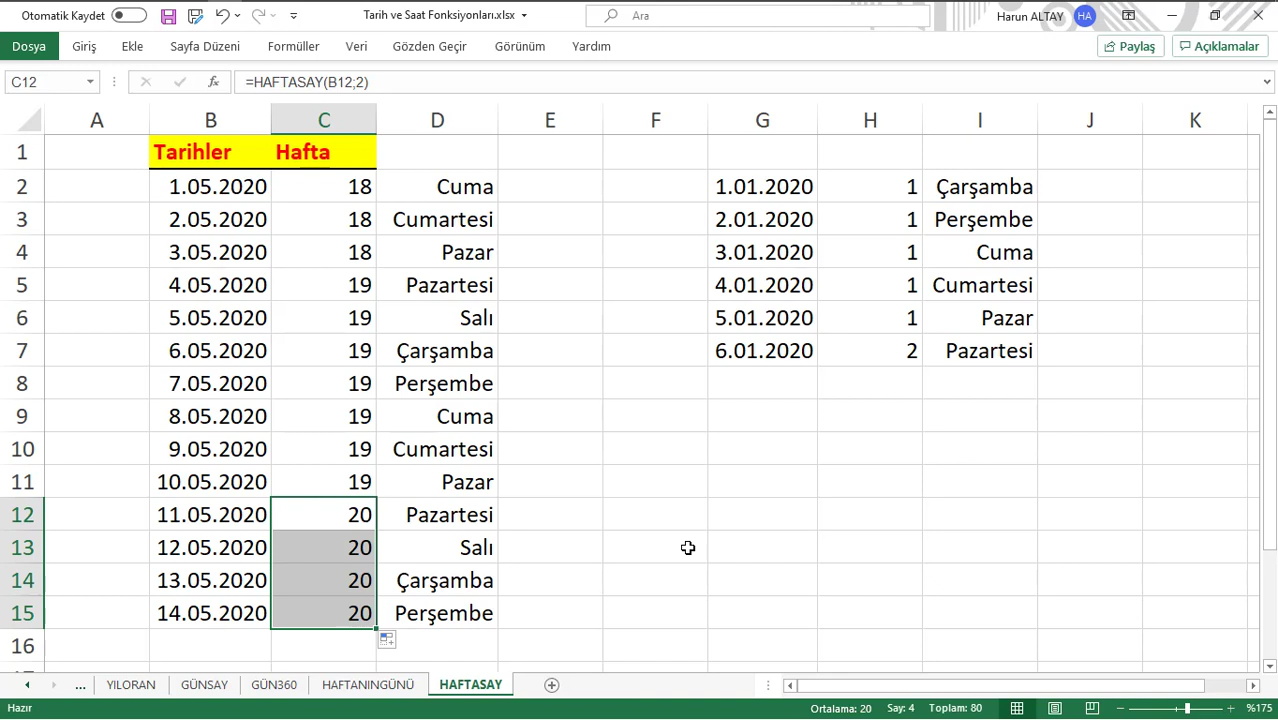 Otomatik Kaydet
Tarih ve Saat Fonksiyonları.xlsx
Ara
Harun ALTAY HA
Dosya Giriş Ekle Sayfa Düzeni Formüller Veri Gözden Geçir Görünüm Yardım Paylaş Açıklamalar
C12 fx =HAFTASAY(B12;2)
A B C D E F G H I J K
1 Tarihler Hafta
2 1.05.2020 18 Cuma 1.01.2020 1 Çarşamba
3 2.05.2020 18 Cumartesi 2.01.2020 1 Perşembe
4 3.05.2020 18 Pazar 3.01.2020 1 Cuma
5 4.05.2020 19 Pazartesi 4.01.2020 1 Cumartesi
6 5.05.2020 19 Salı 5.01.2020 1 Pazar
7 6.05.2020 19 Çarşamba 6.01.2020 2 Pazartesi
8 7.05.2020 19 Perşembe
9 8.05.2020 19 Cuma
10 9.05.2020 19 Cumartesi
11 10.05.2020 19 Pazar
12 11.05.2020 20 Pazartesi
13 12.05.2020 20 Salı
14 13.05.2020 20 Çarşamba
15 14.05.2020 20 Perşembe
16
... YILORAN GÜNSAY GÜN360 HAFTANINGÜNÜ HAFTASAY
Hazır Ortalama: 20 Say: 4 Toplam: 80 %175